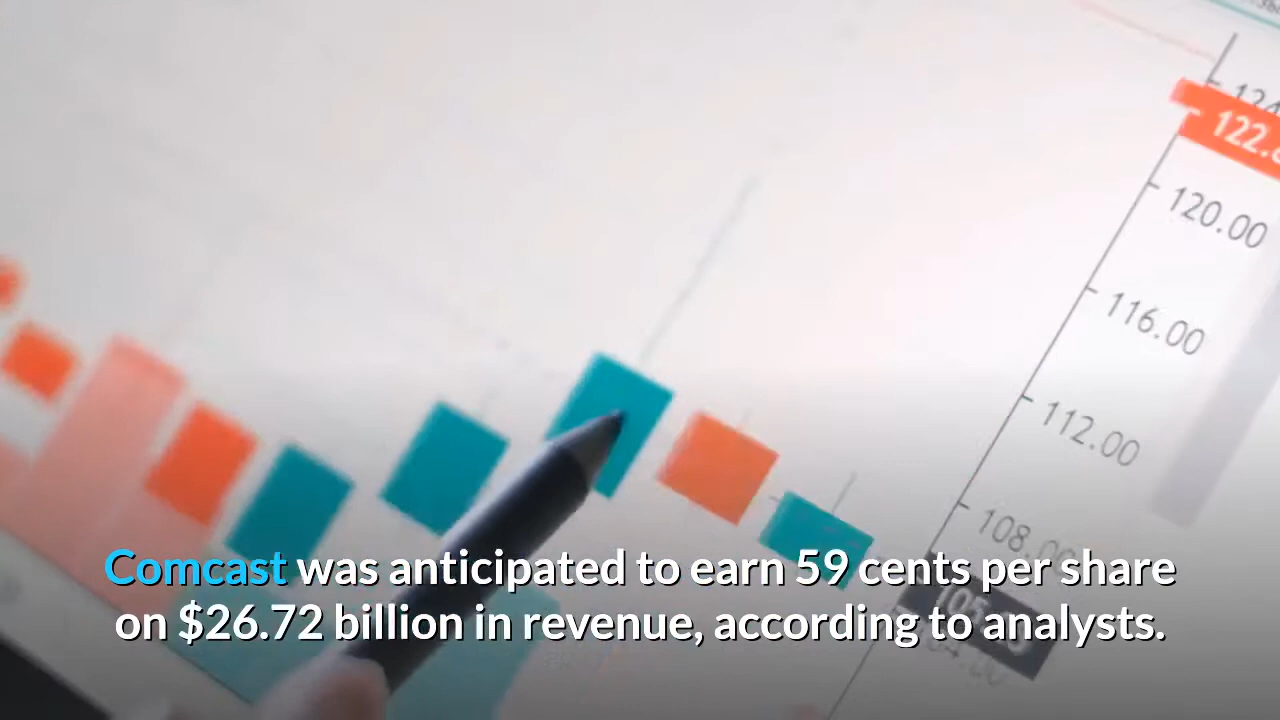 120.00
116.00
112.00
Comcast was anticipated to earn 59 cents per share
on $26.72 billion in revenue, according to analysts.